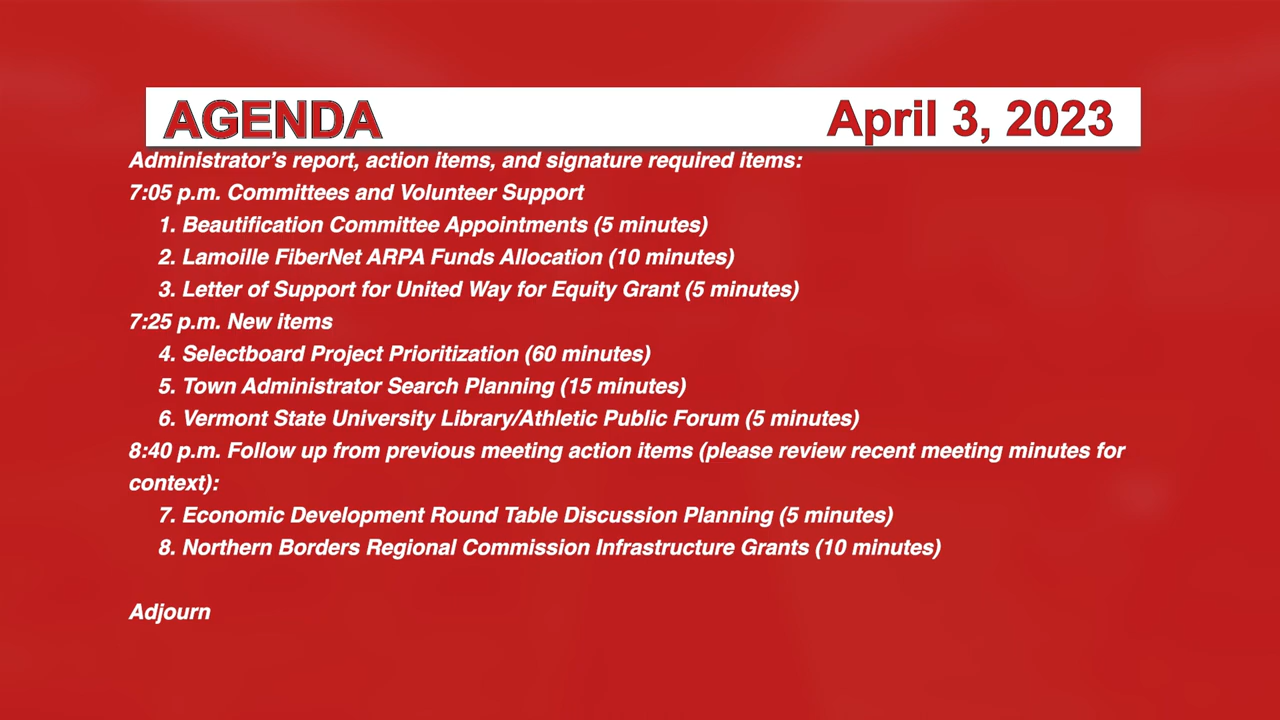 AGENDA April 3, 2023
Administrator’s report, action items, and signature required items:
7:05 p.m. Committees and Volunteer Support
1. Beautification Committee Appointments (5 minutes)
2. Lamoille FiberNet ARPA Funds Allocation (10 minutes)
3. Letter of Support for United Way for Equity Grant (5 minutes)
7:25 p.m. New items
4. Selectboard Project Prioritization (60 minutes)
5. Town Administrator Search Planning (15 minutes)
6. Vermont State University Library/Athletic Public Forum (5 minutes)
8:40 p.m. Follow up from previous meeting action items (please review recent meeting minutes for
context):
7. Economic Development Round Table Discussion Planning (5 minutes)
8. Northern Borders Regional Commission Infrastructure Grants (10 minutes)
Adjourn